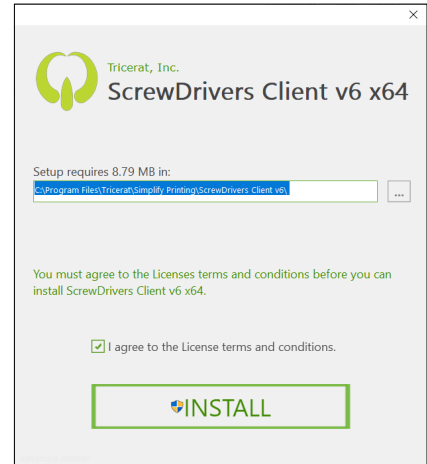 Tricerat, Inc.
ScrewDrivers Client v6 x64
Setup requires 8.79 MB in:
C:\Program Files\Tricerat\Simplify Printing\ScrewDrivers Client v6\
...
You must agree to the Licenses terms and conditions before you can
install ScrewDrivers Client v6 x64.
I agree to the License terms and conditions.
INSTALL